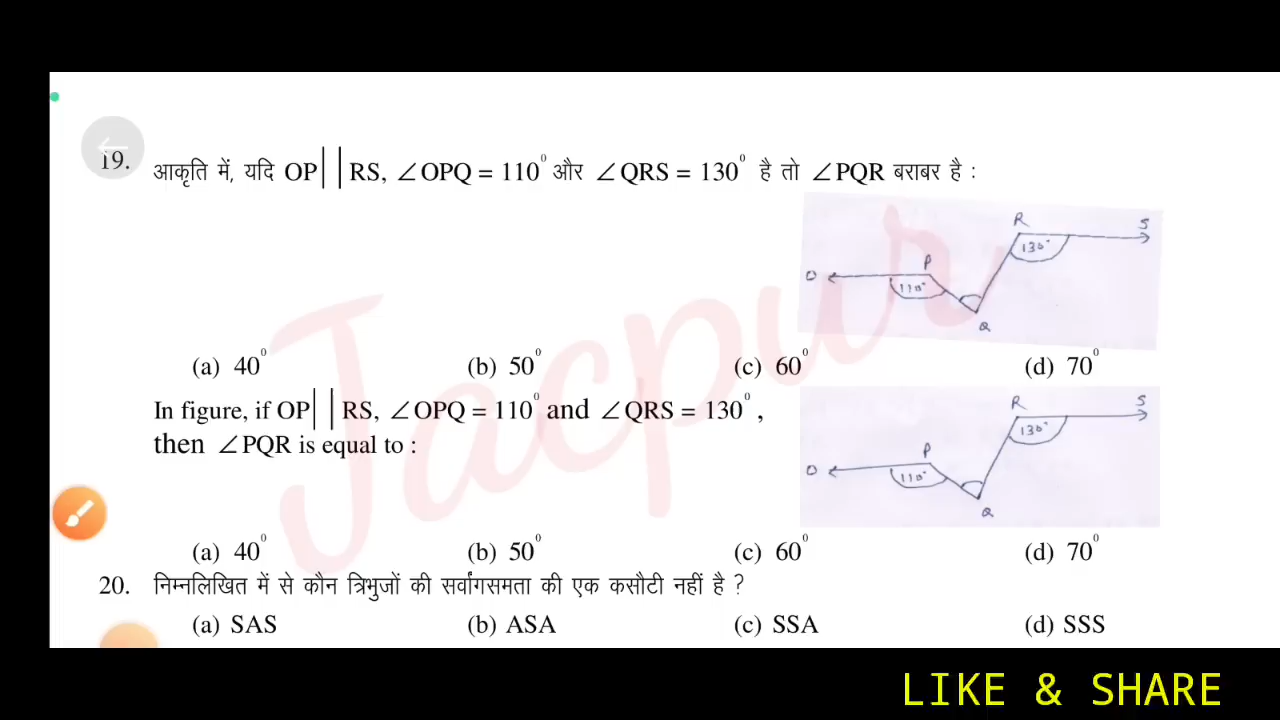 19. आकृति में, यदि OP||RS, ∠OPQ = 110° और ∠QRS = 130° है तो ∠PQR बराबर है :
R
S
130°
O
P
110°
Q
(a) 40° (b) 50° (c) 60° (d) 70°
In figure, if OP||RS, ∠OPQ = 110° and ∠QRS = 130°,
then ∠PQR is equal to :
R
S
130°
O
P
110°
Q
(a) 40° (b) 50° (c) 60° (d) 70°
20. निम्नलिखित में से कौन त्रिभुजों की सर्वांगसमता की एक कसौटी नहीं है ?
(a) SAS (b) ASA (c) SSA (d) SSS
Jacpur
LIKE & SHARE